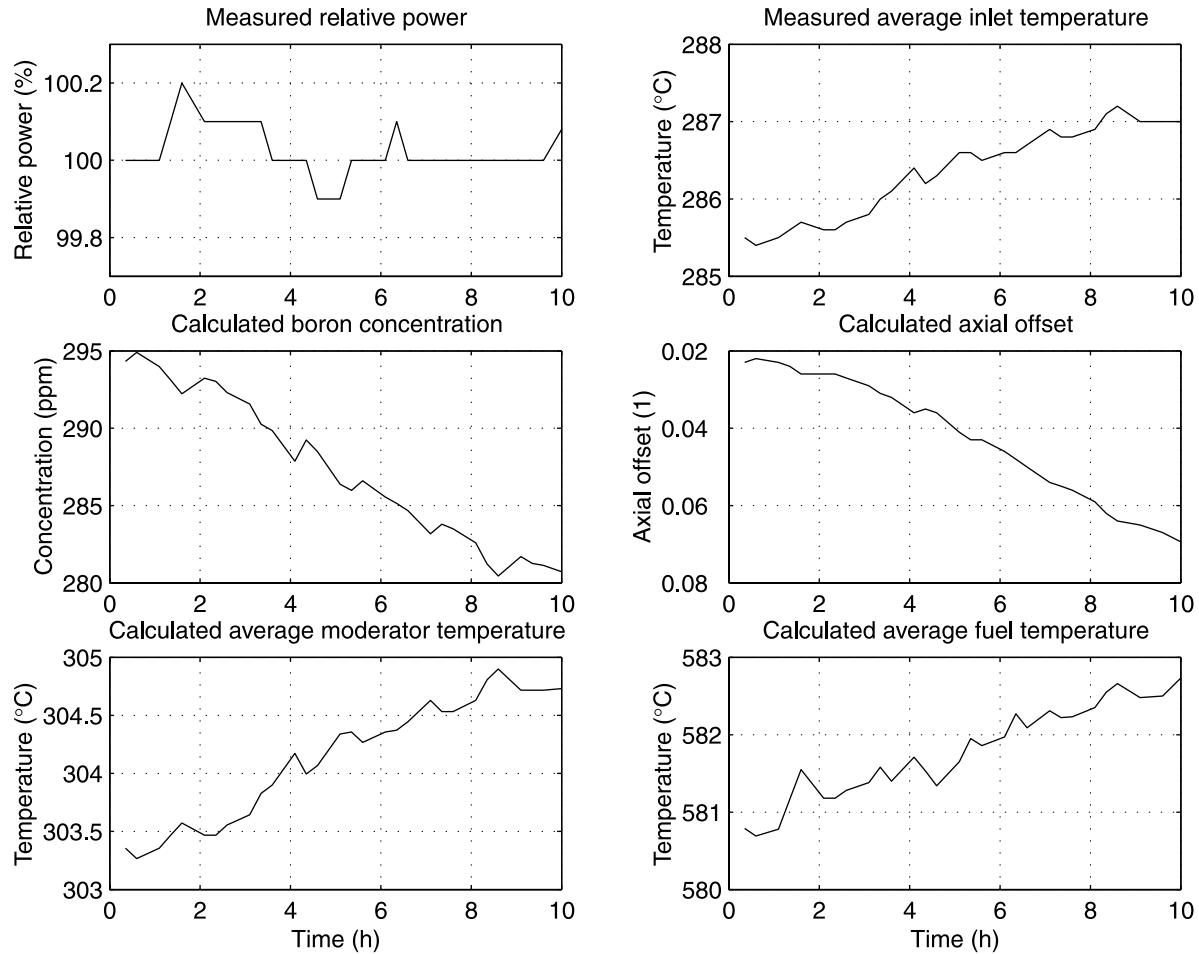 Measured relative power
Relative power (%)
100.2
100
99.8
0 2 4 6 8 10
Measured average inlet temperature
Temperature (°C)
288
287
286
285
0 2 4 6 8 10
Calculated boron concentration
Concentration (ppm)
295
290
285
280
0 2 4 6 8 10
Calculated axial offset
Axial offset (1)
0.02
0.04
0.06
0.08
0 2 4 6 8 10
Calculated average moderator temperature
Temperature (°C)
305
304.5
304
303.5
303
0 2 4 6 8 10
Time (h)
Calculated average fuel temperature
Temperature (°C)
583
582
581
580
0 2 4 6 8 10
Time (h)